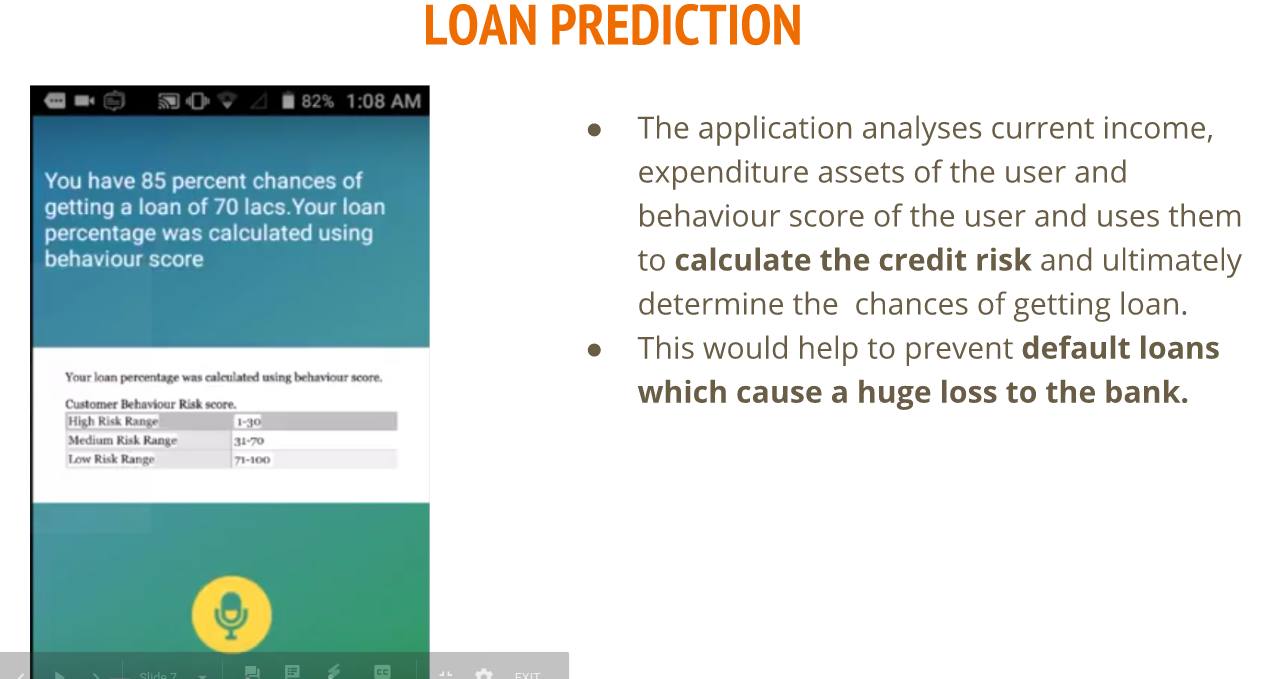 LOAN PREDICTION
82% 1:08 AM
You have 85 percent chances of
getting a loan of 70 lacs.Your loan
percentage was calculated using
behaviour score
Your loan percentage was calculated using behaviour score.
Customer Behaviour Risk score.
High Risk Range 1-30
Medium Risk Range 31-70
Low Risk Range 71-100
● The application analyses current income,
expenditure assets of the user and
behaviour score of the user and uses them
to calculate the credit risk and ultimately
determine the  chances of getting loan.
● This would help to prevent default loans
which cause a huge loss to the bank.
Slide 7
CC
EXIT